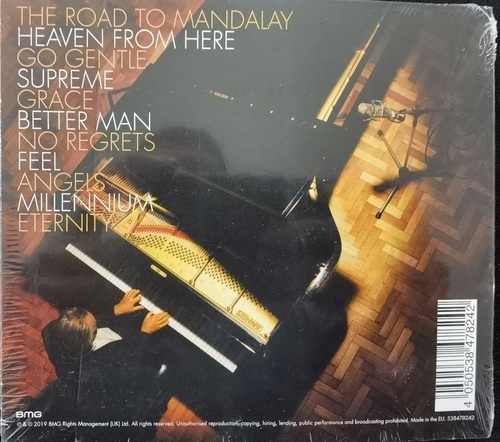 THE ROAD TO MANDALAY
HEAVEN FROM HERE
GO GENTLE
SUPREME
GRACE
BETTER MAN
NO REGRETS
FEEL
ANGELS
MILLENNIUM
ETERNITY
4 050538 478242
BMG
℗ & © 2019 BMG Rights Management (UK) Ltd. All rights reserved. Unauthorised reproduction, copying, hiring, lending, public performance and broadcasting prohibited. Made in the EU. 538478242